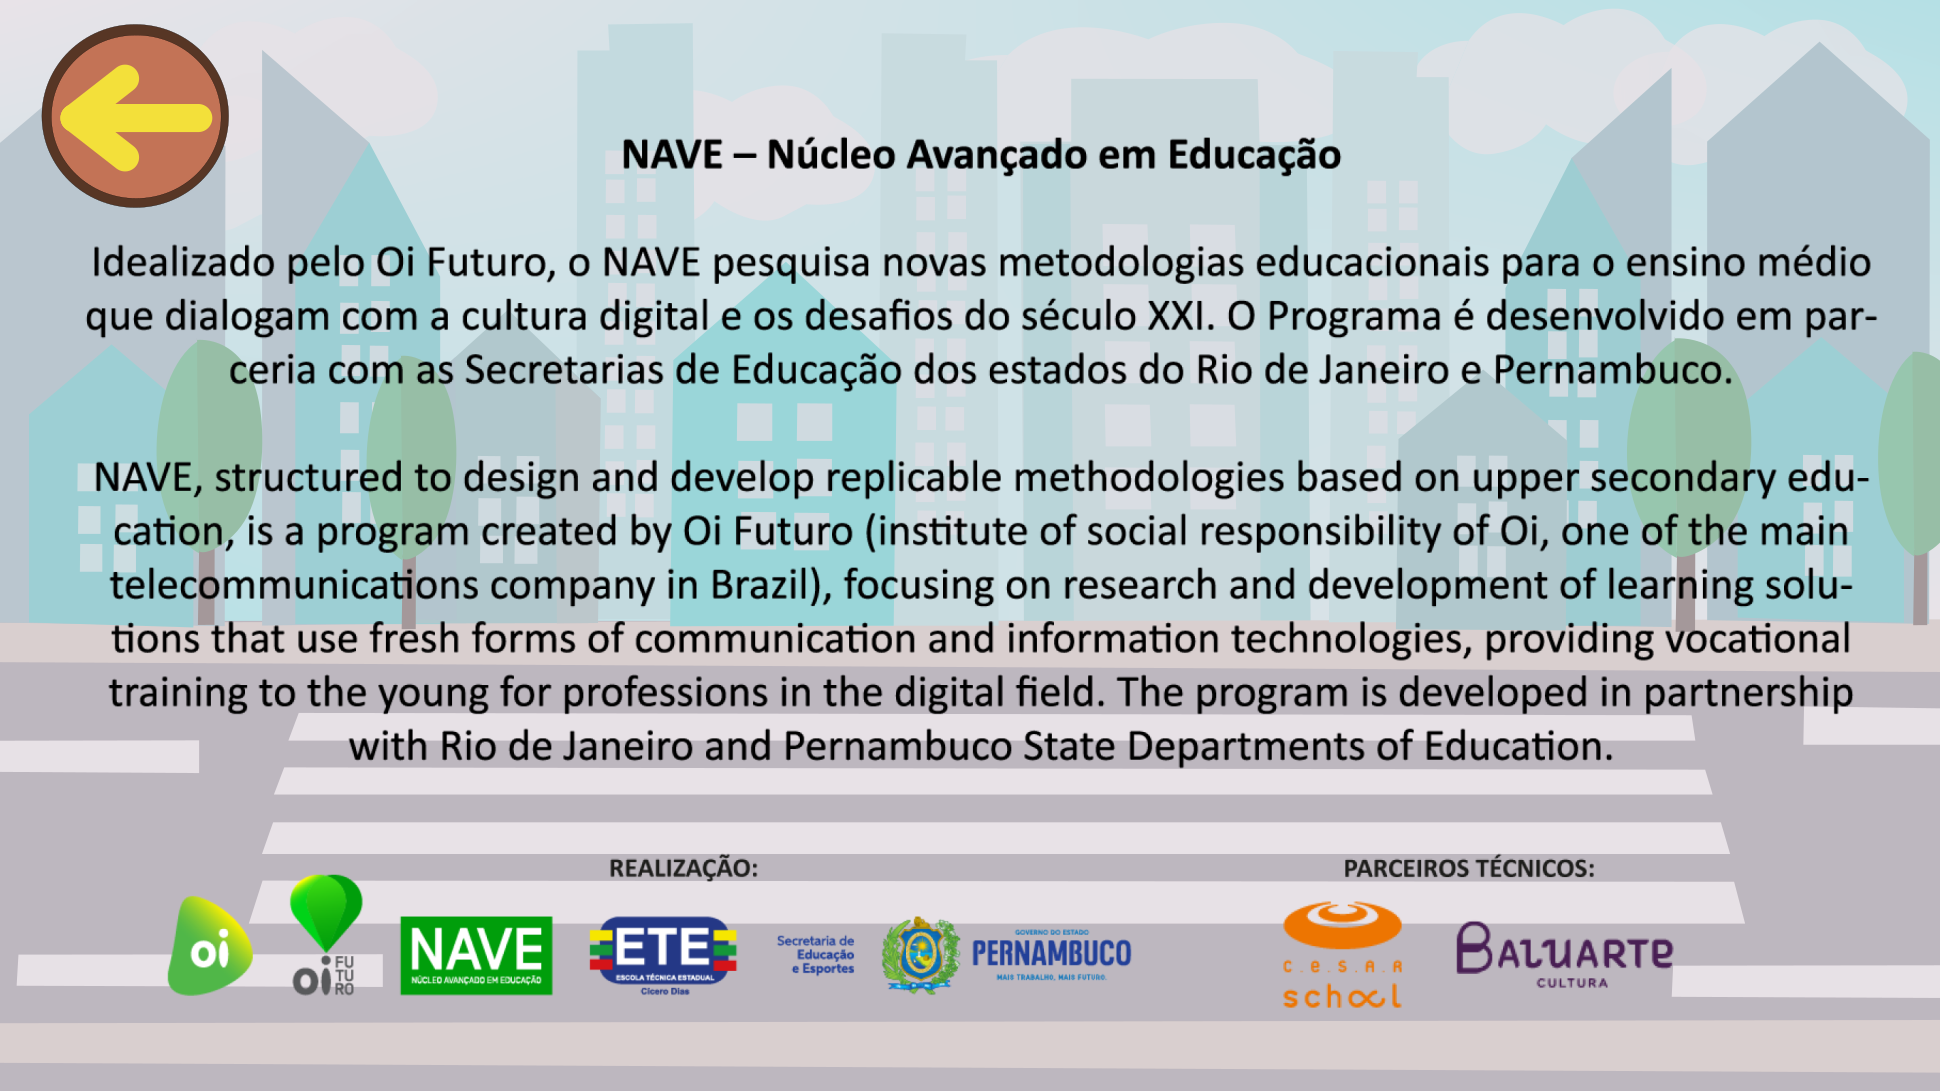 NAVE – Núcleo Avançado em Educação
Idealizado pelo Oi Futuro, o NAVE pesquisa novas metodologias educacionais para o ensino médio
que dialogam com a cultura digital e os desafios do século XXI. O Programa é desenvolvido em par-
ceria com as Secretarias de Educação dos estados do Rio de Janeiro e Pernambuco.
NAVE, structured to design and develop replicable methodologies based on upper secondary edu-
cation, is a program created by Oi Futuro (institute of social responsibility of Oi, one of the main
telecommunications company in Brazil), focusing on research and development of learning solu-
tions that use fresh forms of communication and information technologies, providing vocational
training to the young for professions in the digital field. The program is developed in partnership
with Rio de Janeiro and Pernambuco State Departments of Education.
REALIZAÇÃO:
oi
oi FU
TU
RO
NAVE
NÚCLEO AVANÇADO EM EDUCAÇÃO
ETE
ESCOLA TÉCNICA ESTADUAL
Cícero Dias
Secretaria de
Educação
e Esportes
GOVERNO DO ESTADO
PERNAMBUCO
MAIS TRABALHO, MAIS FUTURO.
PARCEIROS TÉCNICOS:
C.e.S.A.R
school
BALUARTE
CULTURA